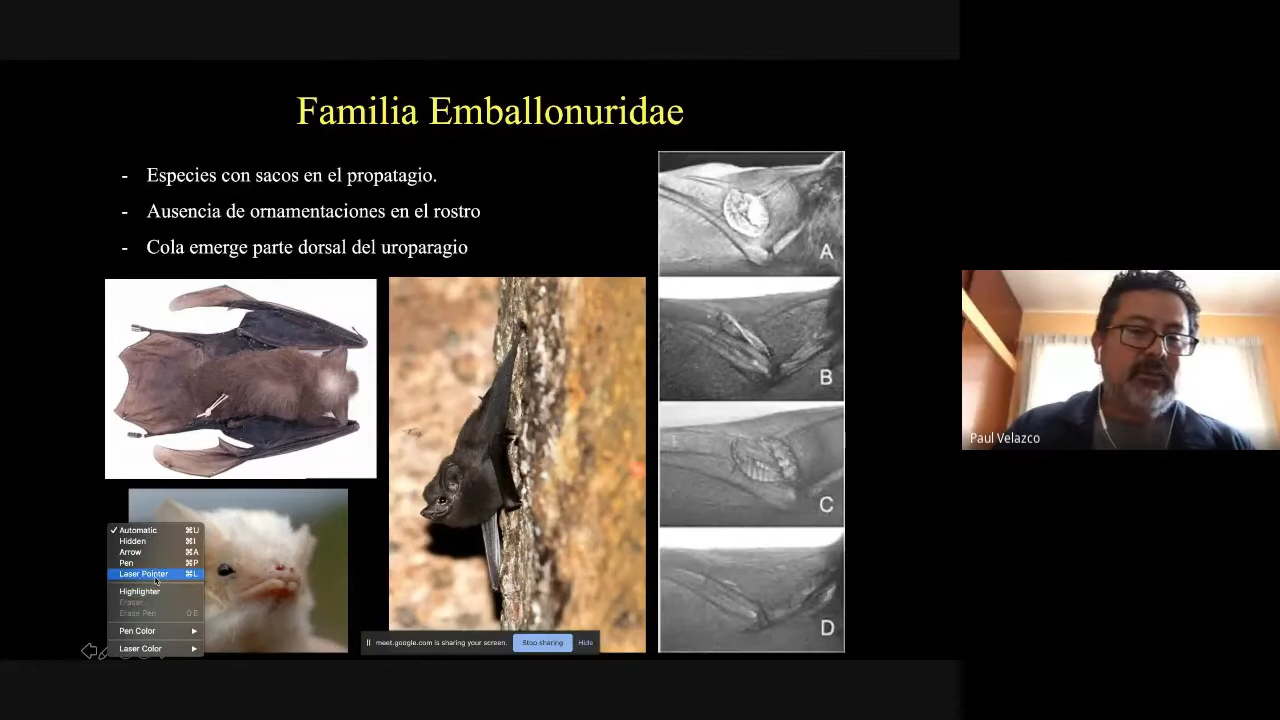 Familia Emballonuridae
- Especies con sacos en el propatagio.
- Ausencia de ornamentaciones en el rostro
- Cola emerge parte dorsal del uroparagio
A
B
C
D
✓ Automatic ⌘U
Hidden ⌘I
Arrow ⌘A
Pen ⌘P
Laser Pointer ⌘L
Highlighter
Eraser
Erase Pen ⇧E
Pen Color
Laser Color
meet.google.com is sharing your screen. Stop sharing Hide
Paul Velazco